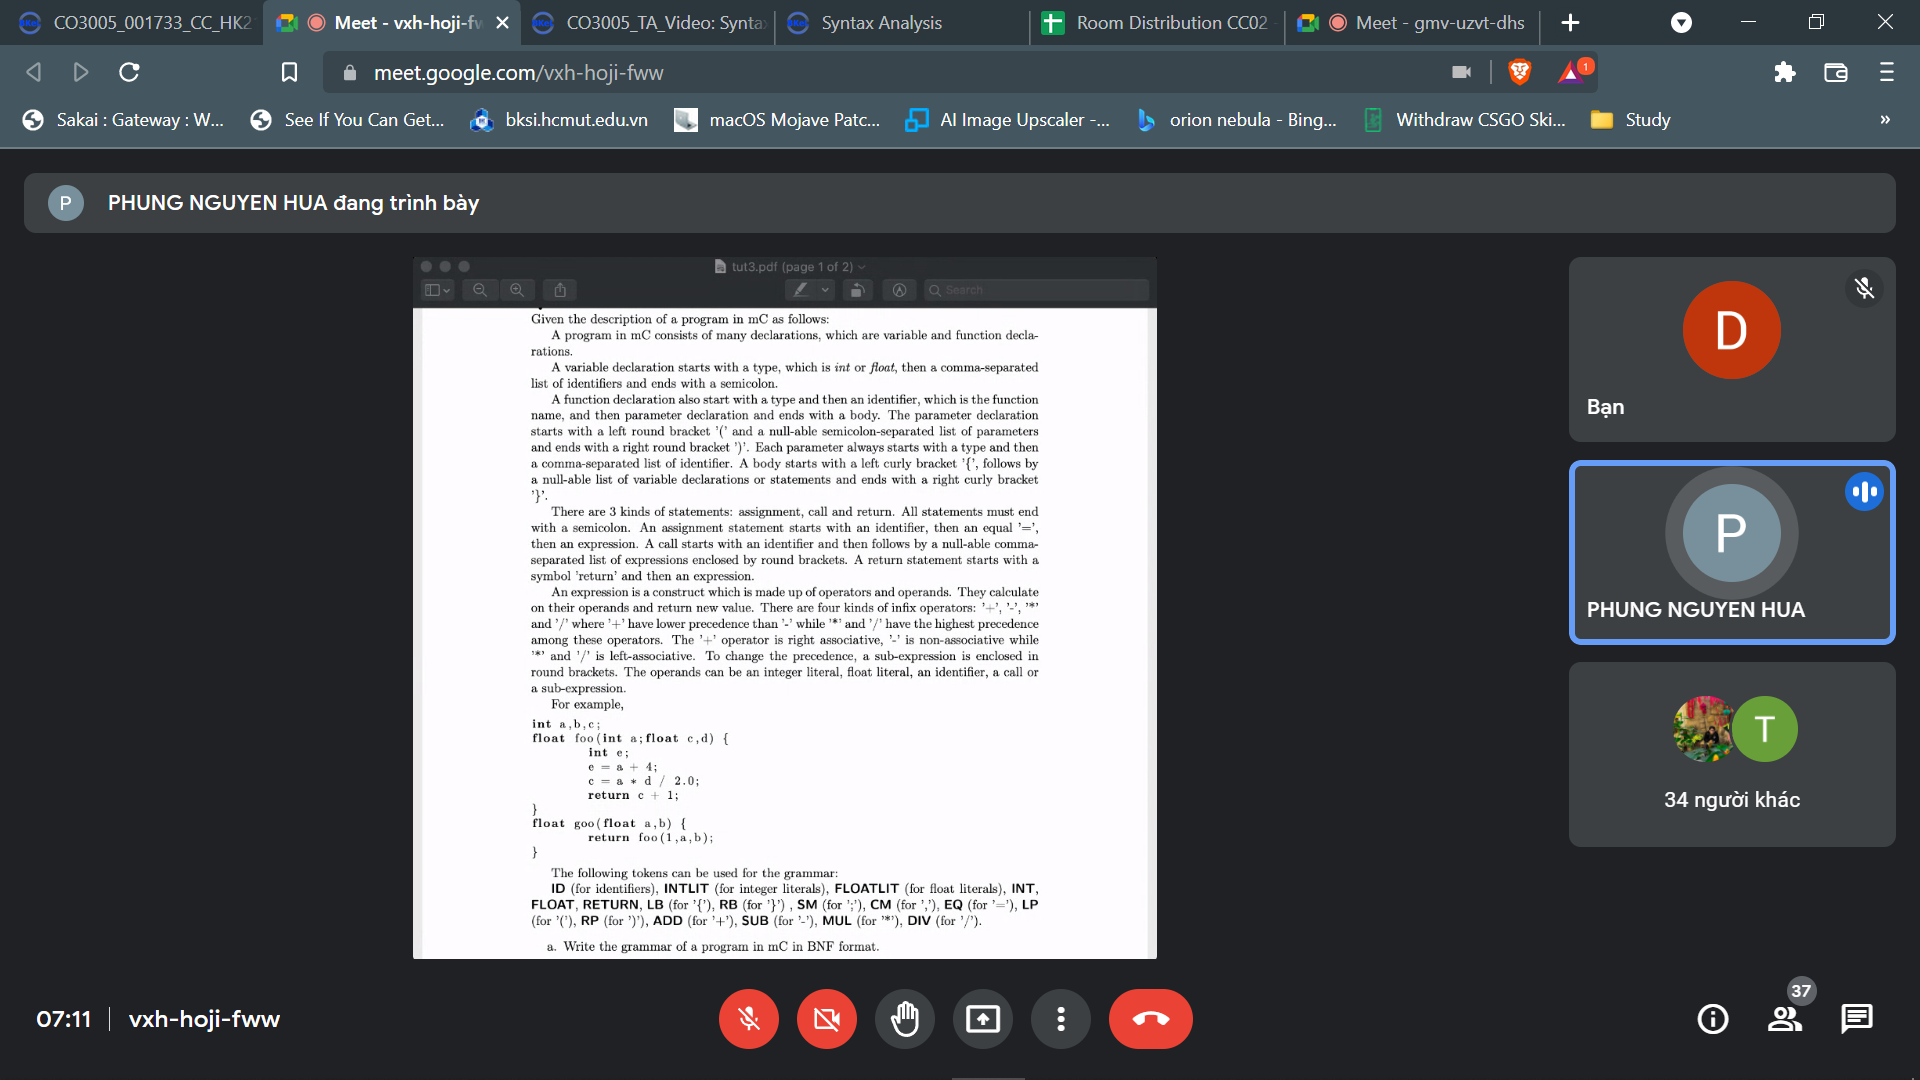 CO3005_001733_CC_HK2
Meet - vxh-hoji-fw
CO3005_TA_Video: Synta
Syntax Analysis
Room Distribution CC02
Meet - gmv-uzvt-dhs
meet.google.com/vxh-hoji-fww
1
Sakai : Gateway : W...
See If You Can Get...
bksi.hcmut.edu.vn
macOS Mojave Patc...
AI Image Upscaler -...
orion nebula - Bing...
Withdraw CSGO Ski...
Study
»
P
PHUNG NGUYEN HUA đang trình bày
tut3.pdf (page 1 of 2)
Search
Given the description of a program in mC as follows:
A program in mC consists of many declarations, which are variable and function decla-
rations.
A variable declaration starts with a type, which is int or float, then a comma-separated
list of identifiers and ends with a semicolon.
A function declaration also start with a type and then an identifier, which is the function
name, and then parameter declaration and ends with a body. The parameter declaration
starts with a left round bracket '(' and a null-able semicolon-separated list of parameters
and ends with a right round bracket ')'. Each parameter always starts with a type and then
a comma-separated list of identifier. A body starts with a left curly bracket '{', follows by
a null-able list of variable declarations or statements and ends with a right curly bracket
'}'.
There are 3 kinds of statements: assignment, call and return. All statements must end
with a semicolon. An assignment statement starts with an identifier, then an equal '=',
then an expression. A call starts with an identifier and then follows by a null-able comma-
separated list of expressions enclosed by round brackets. A return statement starts with a
symbol 'return' and then an expression.
An expression is a construct which is made up of operators and operands. They calculate
on their operands and return new value. There are four kinds of infix operators: '+', '-', '*'
and '/' where '+' have lower precedence than '-' while '*' and '/' have the highest precedence
among these operators. The '+' operator is right associative, '-' is non-associative while
'*' and '/' is left-associative. To change the precedence, a sub-expression is enclosed in
round brackets. The operands can be an integer literal, float literal, an identifier, a call or
a sub-expression.
For example,
int a,b,c;
float foo(int a;float c,d) {
int e;
e = a + 4;
c = a * d / 2.0;
return c + 1;
}
float goo(float a,b) {
return foo(1,a,b);
}
The following tokens can be used for the grammar:
ID (for identifiers), INTLIT (for integer literals), FLOATLIT (for float literals), INT,
FLOAT, RETURN, LB (for '{'), RB (for '}') , SM (for ';'), CM (for ','), EQ (for '='), LP
(for '('), RP (for ')'), ADD (for '+'), SUB (for '-'), MUL (for '*'), DIV (for '/').
a. Write the grammar of a program in mC in BNF format.
D
Bạn
P
PHUNG NGUYEN HUA
T
34 người khác
07:11
vxh-hoji-fww
37